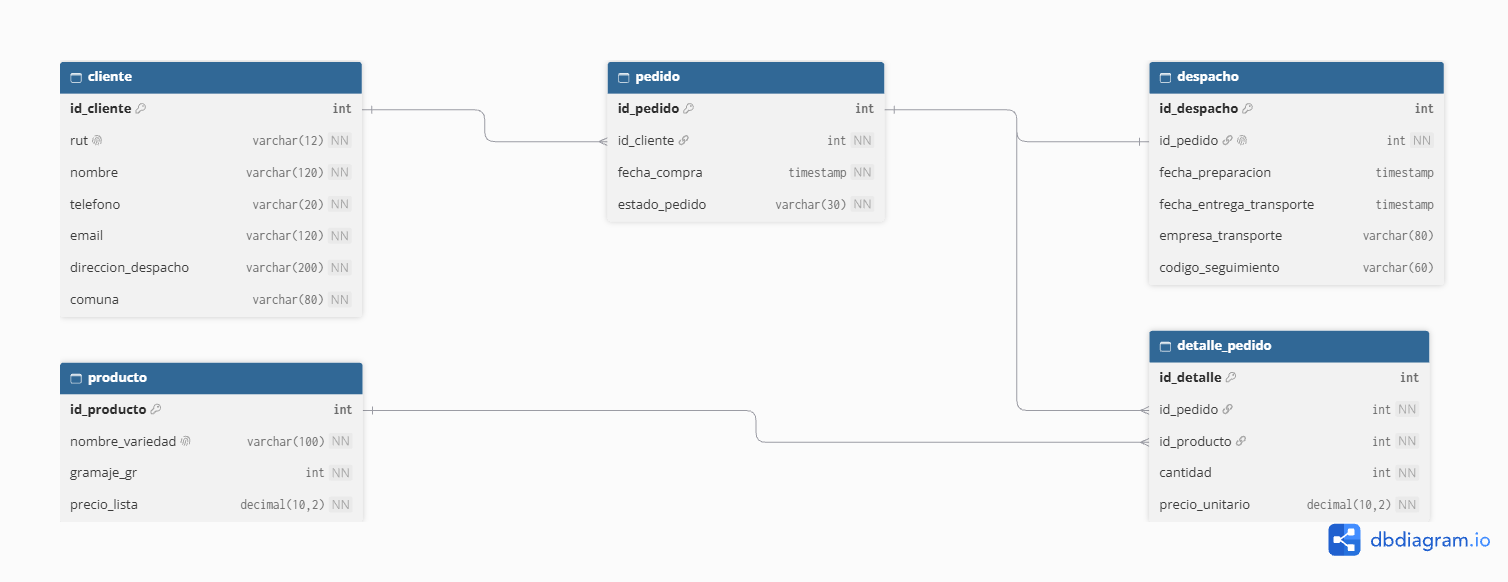 cliente
id_cliente int
rut varchar(12) NN
nombre varchar(120) NN
telefono varchar(20) NN
email varchar(120) NN
direccion_despacho varchar(200) NN
comuna varchar(80) NN
pedido
id_pedido int
id_cliente int NN
fecha_compra timestamp NN
estado_pedido varchar(30) NN
despacho
id_despacho int
id_pedido int NN
fecha_preparacion timestamp
fecha_entrega_transporte timestamp
empresa_transporte varchar(80)
codigo_seguimiento varchar(60)
producto
id_producto int
nombre_variedad varchar(100) NN
gramaje_gr int NN
precio_lista decimal(10,2) NN
detalle_pedido
id_detalle int
id_pedido int NN
id_producto int NN
cantidad int NN
precio_unitario decimal(10,2) NN
dbdiagram.io